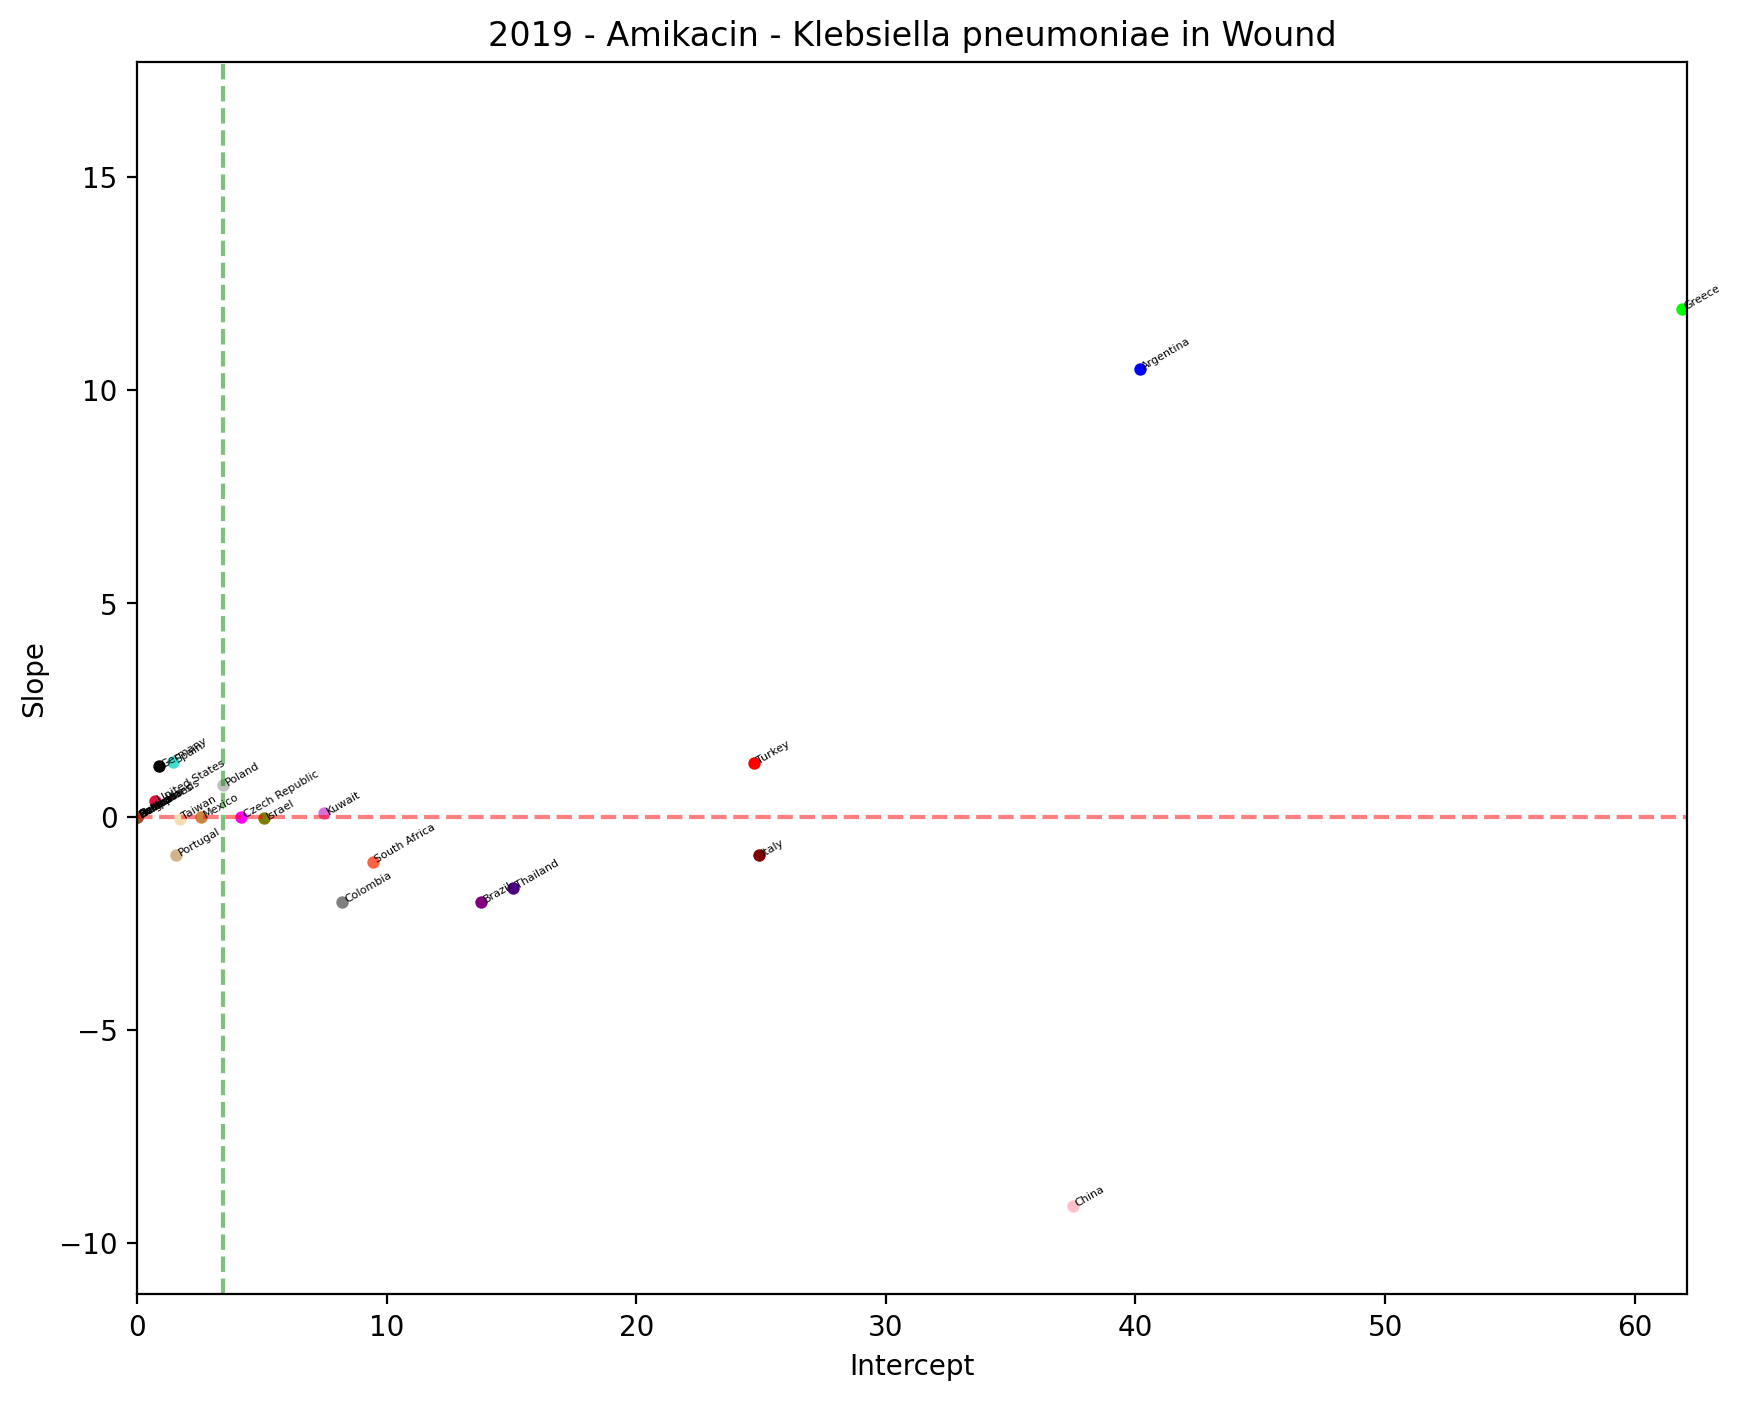 2019 - Amikacin - Klebsiella pneumoniae in Wound
15
10
5
0
−5
−10
Slope
Greece
Argentina
Germany
Spain
Turkey
United States
Poland
Taiwan
Mexico
Czech Republic
Israel
Kuwait
Portugal
South Africa
Italy
Colombia
Brazil
Thailand
China
0
10
20
30
40
50
60
Intercept